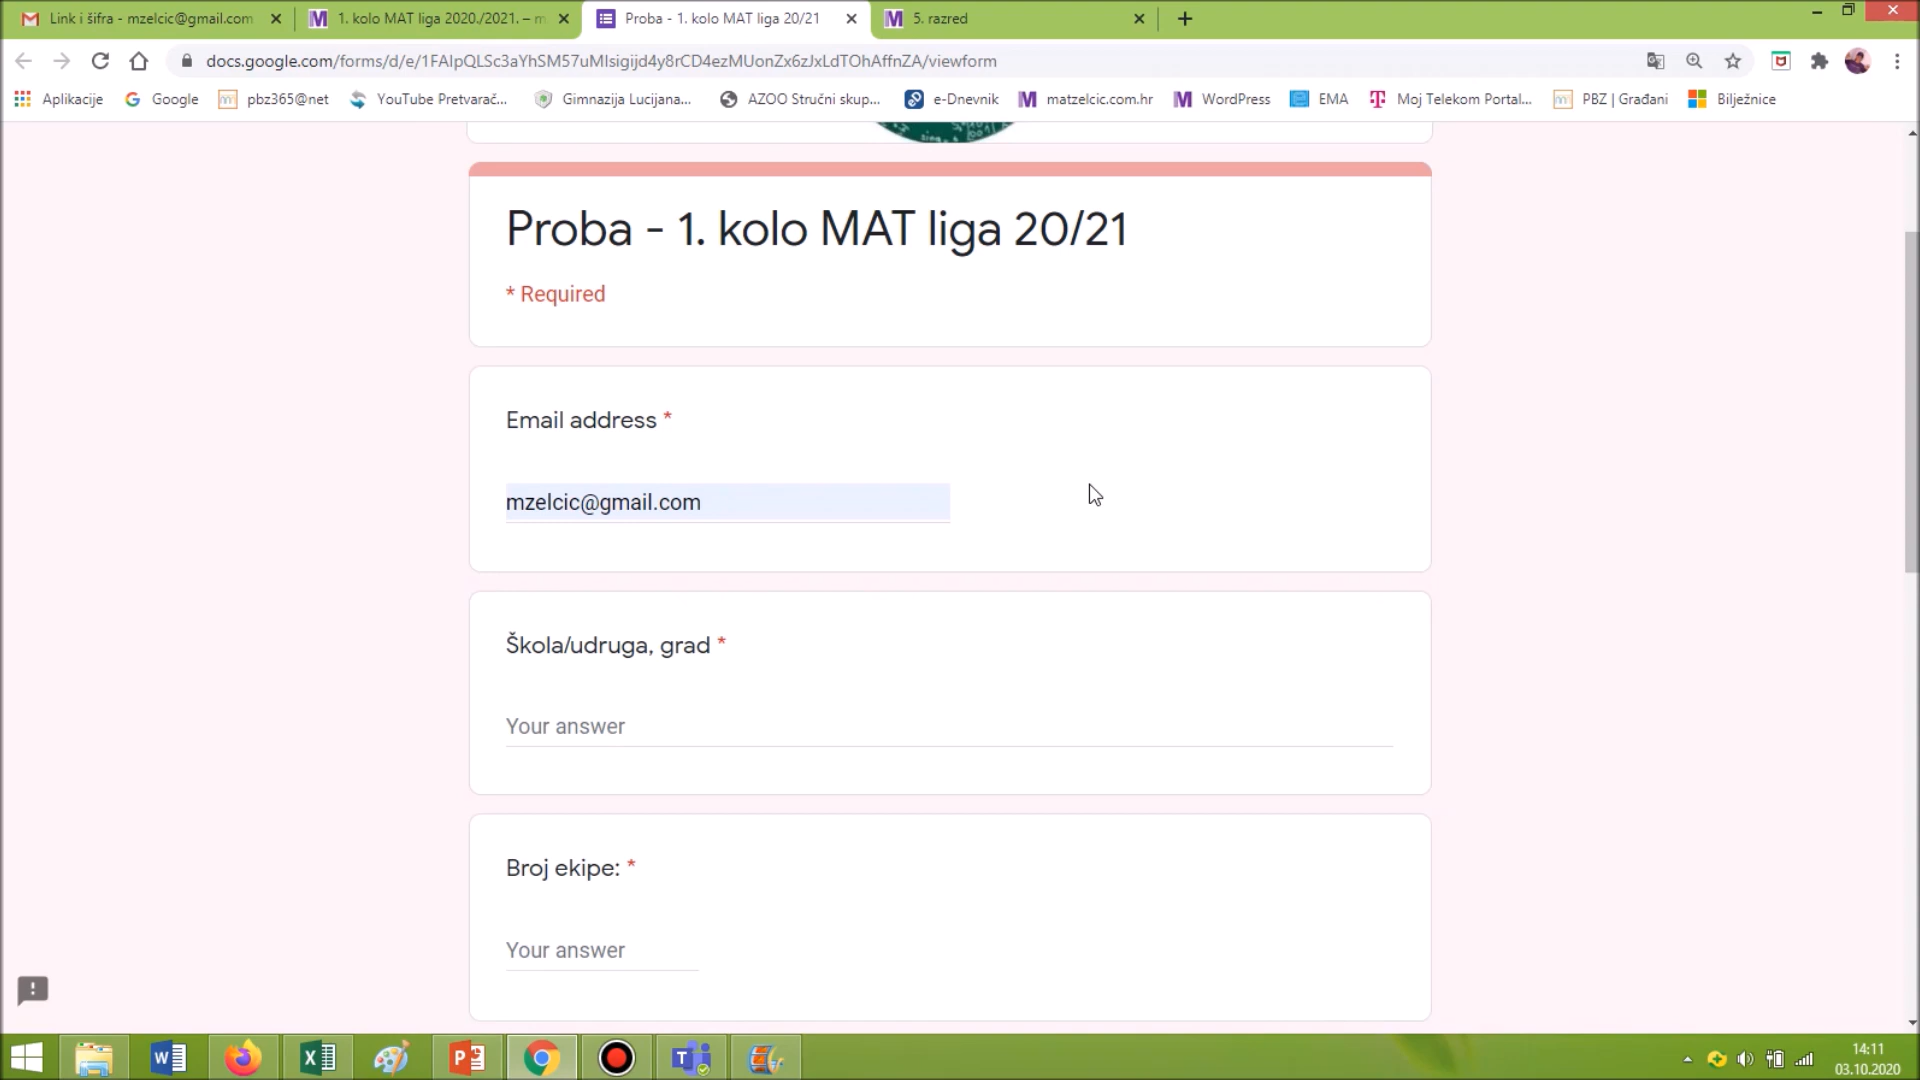 Link i šifra - mzelcic@gmail.com
1. kolo MAT liga 2020./2021. – m
Proba - 1. kolo MAT liga 20/21
5. razred
docs.google.com/forms/d/e/1FAIpQLSc3aYhSM57uMIsigijd4y8rCD4ezMUonZx6zJxLdTOhAffnZA/viewform
Aplikacije
Google
pbz365@net
YouTube Pretvarač...
Gimnazija Lucijana...
AZOO Stručni skup...
e-Dnevnik
matzelcic.com.hr
WordPress
EMA
Moj Telekom Portal...
PBZ | Građani
Bilježnice
Proba - 1. kolo MAT liga 20/21
* Required
Email address *
mzelcic@gmail.com
Škola/udruga, grad *
Your answer
Broj ekipe: *
Your answer
14:11
03.10.2020